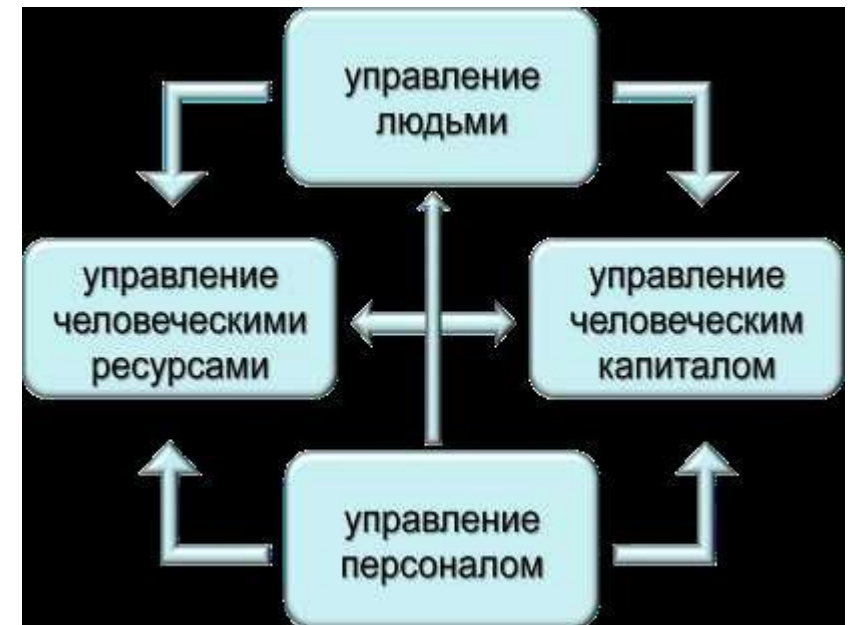 управление
людьми
управление
человеческими
ресурсами
управление
человеческим
капиталом
управление
персоналом